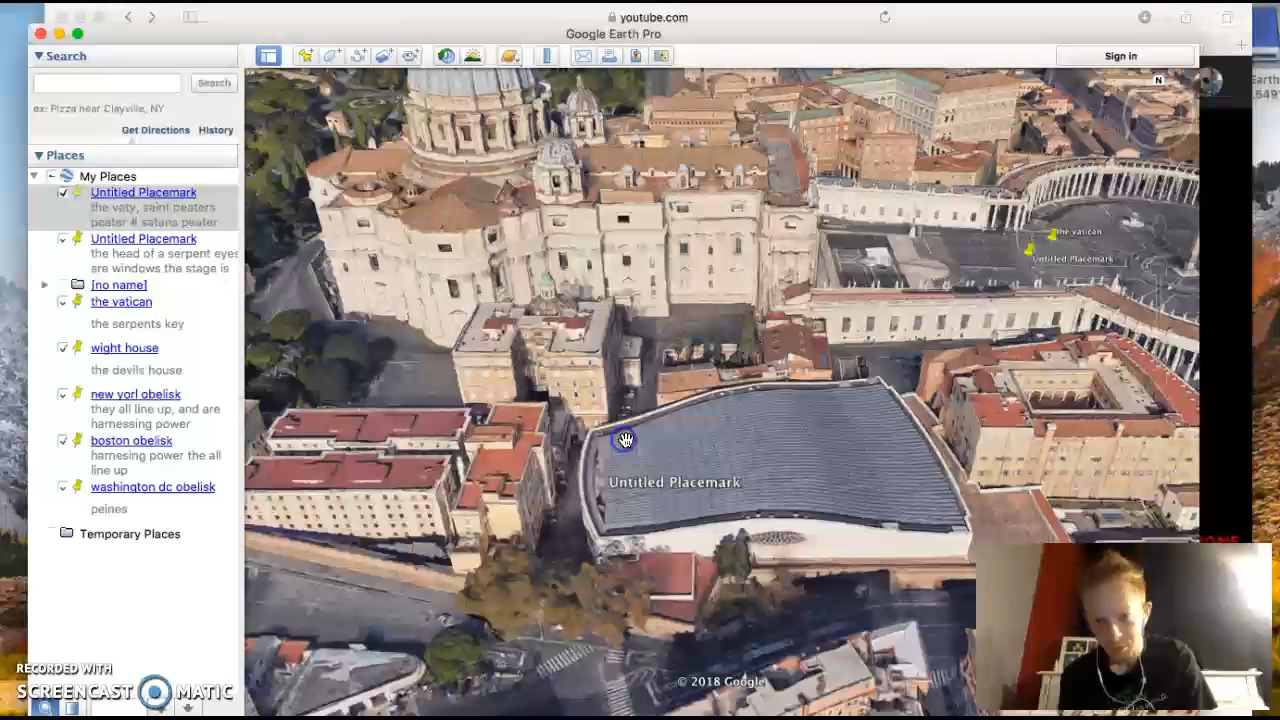 youtube.com
Google Earth Pro
Search
Sign in
Search
ex: Pizza near Clayville, NY
Get Directions
History
Places
My Places
Untitled Placemark
the vaty, saint peaters
peater # satans peater
Untitled Placemark
the head of a serpent eyes
are windows the stage is
[no name]
the vatican
the serpents key
wight house
the devils house
new yorl obelisk
they all line up, and are
harnessing power
boston obelisk
harnesing power the all
line up
washington dc obelisk
peines
Temporary Places
N
the vatican
Untitled Placemark
Untitled Placemark
© 2018 Google
Earth
RECORDED WITH
SCREENCAST MATIC